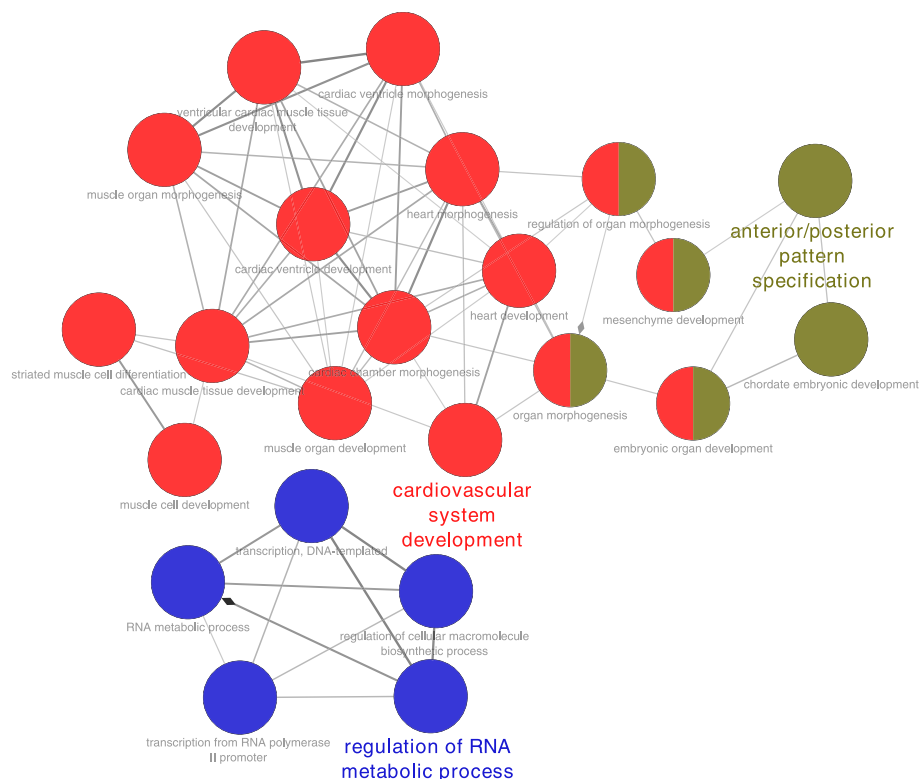 cardiac ventricle morphogenesis
ventricular cardiac muscle tissue
development
muscle organ morphogenesis
heart morphogenesis
regulation of organ morphogenesis
anterior/posterior
pattern
specification
cardiac ventricle development
heart development
mesenchyme development
striated muscle cell differentiation
cardiac muscle tissue development
cardiac chamber morphogenesis
chordate embryonic development
organ morphogenesis
muscle organ development
embryonic organ development
muscle cell development
cardiovascular
system
development
transcription, DNA-templated
RNA metabolic process
regulation of cellular macromolecule
biosynthetic process
transcription from RNA polymerase
II promoter
regulation of RNA
metabolic process